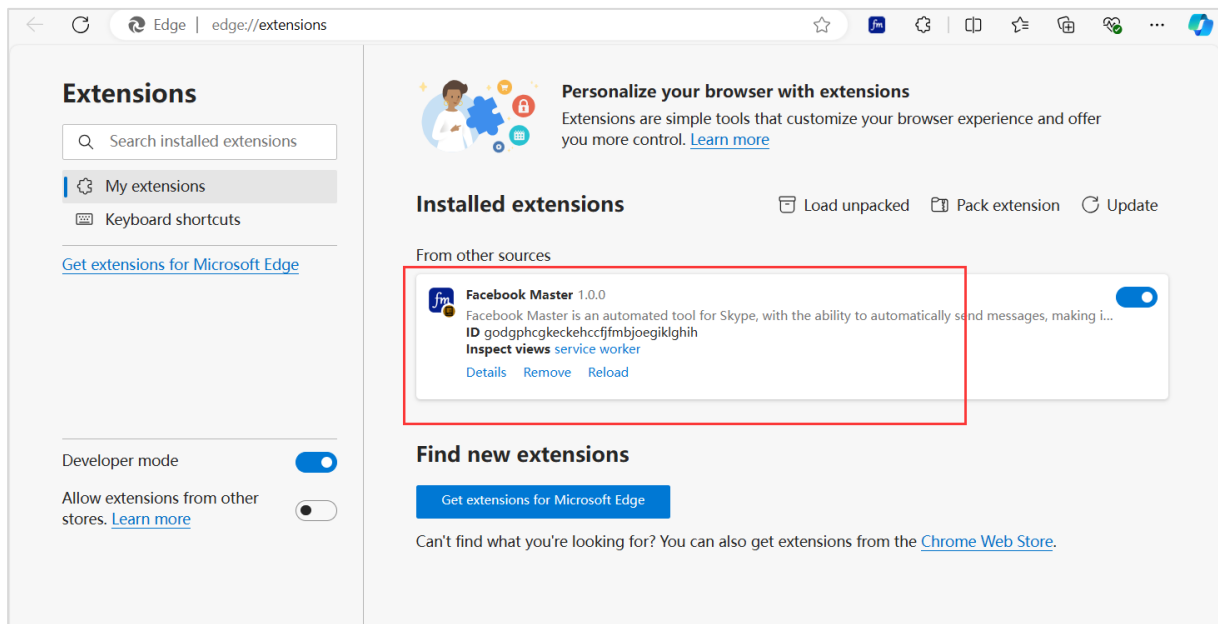 Edge | edge://extensions
fm
Extensions
Search installed extensions
My extensions
Keyboard shortcuts
Get extensions for Microsoft Edge
Developer mode
Allow extensions from other
stores. Learn more
Personalize your browser with extensions
Extensions are simple tools that customize your browser experience and offer
you more control. Learn more
Installed extensions
Load unpacked
Pack extension
Update
From other sources
fm
Facebook Master 1.0.0
Facebook Master is an automated tool for Skype, with the ability to automatically send messages, making i...
ID godgphcgkeckehccfjfmbjoegiklghih
Inspect views service worker
Details Remove Reload
Find new extensions
Get extensions for Microsoft Edge
Can't find what you're looking for? You can also get extensions from the Chrome Web Store.